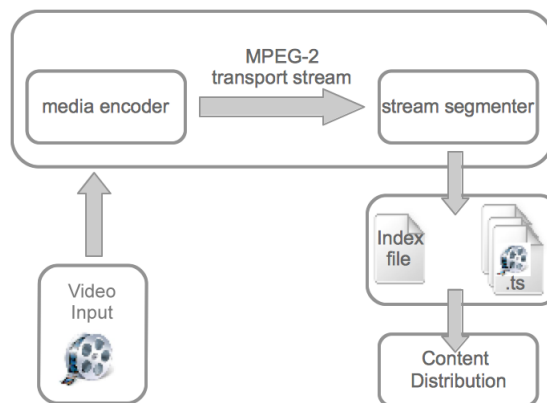 MPEG-2
transport stream
media encoder
stream segmenter
Index
file
.ts
Video
Input
Content
Distribution